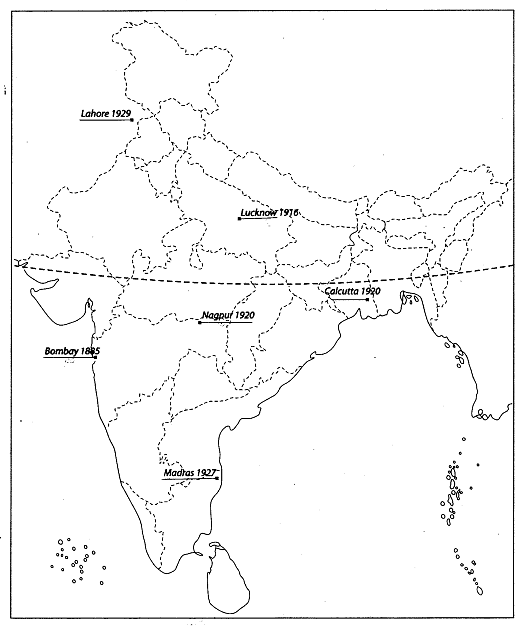 Lahore 1929
Lucknow 1916
Calcutta 1920
Nagpur 1920
Bombay 1885
Madras 1927